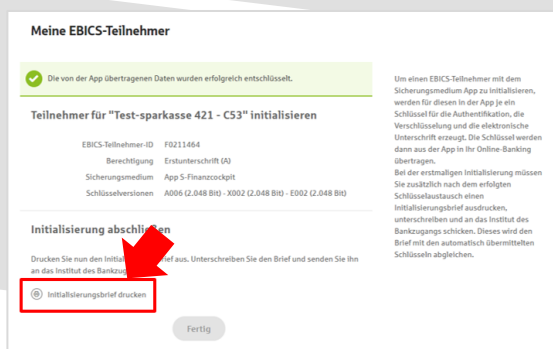 Meine EBICS-Teilnehmer
Die von der App übertragenen Daten wurden erfolgreich entschlüsselt.
Teilnehmer für "Test-sparkasse 421 - C53" initialisieren
EBICS-Teilnehmer-ID F0211464
Berechtigung Erstunterschrift (A)
Sicherungsmedium App S-Finanzcockpit
Schlüsselversionen A006 (2.048 Bit) - X002 (2.048 Bit) - E002 (2.048 Bit)
Initialisierung abschließen
Drucken Sie nun den rief aus. Unterschreiben Sie den Brief und senden Sie ihn
an das Institut des
Initialisierungsbrief drucken
Fertig
Um einen EBICS-Teilnehmer mit dem
Sicherungsmedium App zu initialisieren,
werden für diesen in der App je ein
Schlüssel für die Authentifikation, die
Verschlüsselung und die elektronische
Unterschrift erzeugt. Die Schlüssel werden
dann aus der App in Ihr Online-Banking
übertragen.
Bei der erstmaligen Initialisierung müssen
Sie zusätzlich nach dem erfolgten
Schlüsselaustausch einen
Initialisierungsbrief ausdrucken,
unterschreiben und an das Institut des
Bankzugangs schicken. Dieses wird den
Brief mit den automatisch übermittelten
Schlüsseln abgleichen.